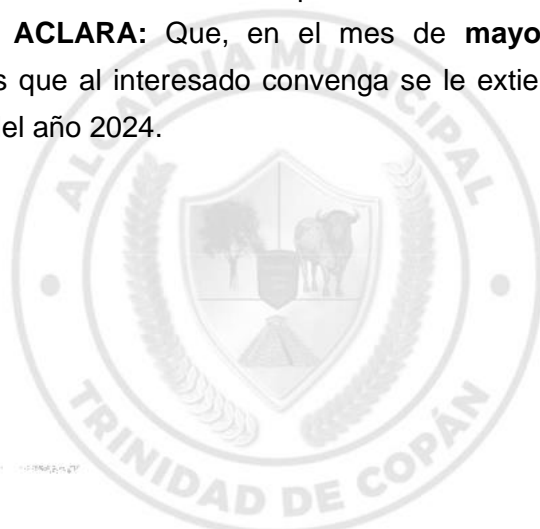 ACLARA: Que, en el mes de mayo
s que al interesado convenga se le extie
el año 2024.
ALCALDÍA MUNICIPAL
TRINIDAD DE COPÁN